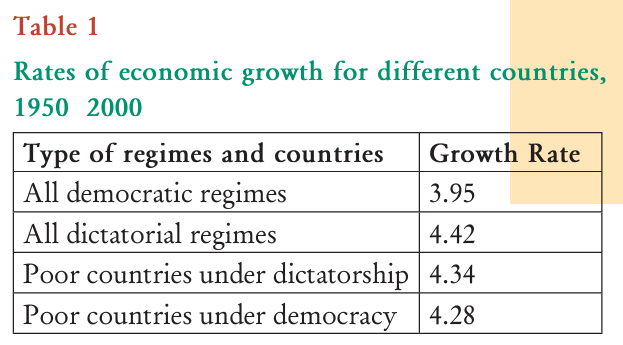 Table 1
Rates of economic growth for different countries,
1950 2000
Type of regimes and countries Growth Rate
All democratic regimes 3.95
All dictatorial regimes 4.42
Poor countries under dictatorship 4.34
Poor countries under democracy 4.28